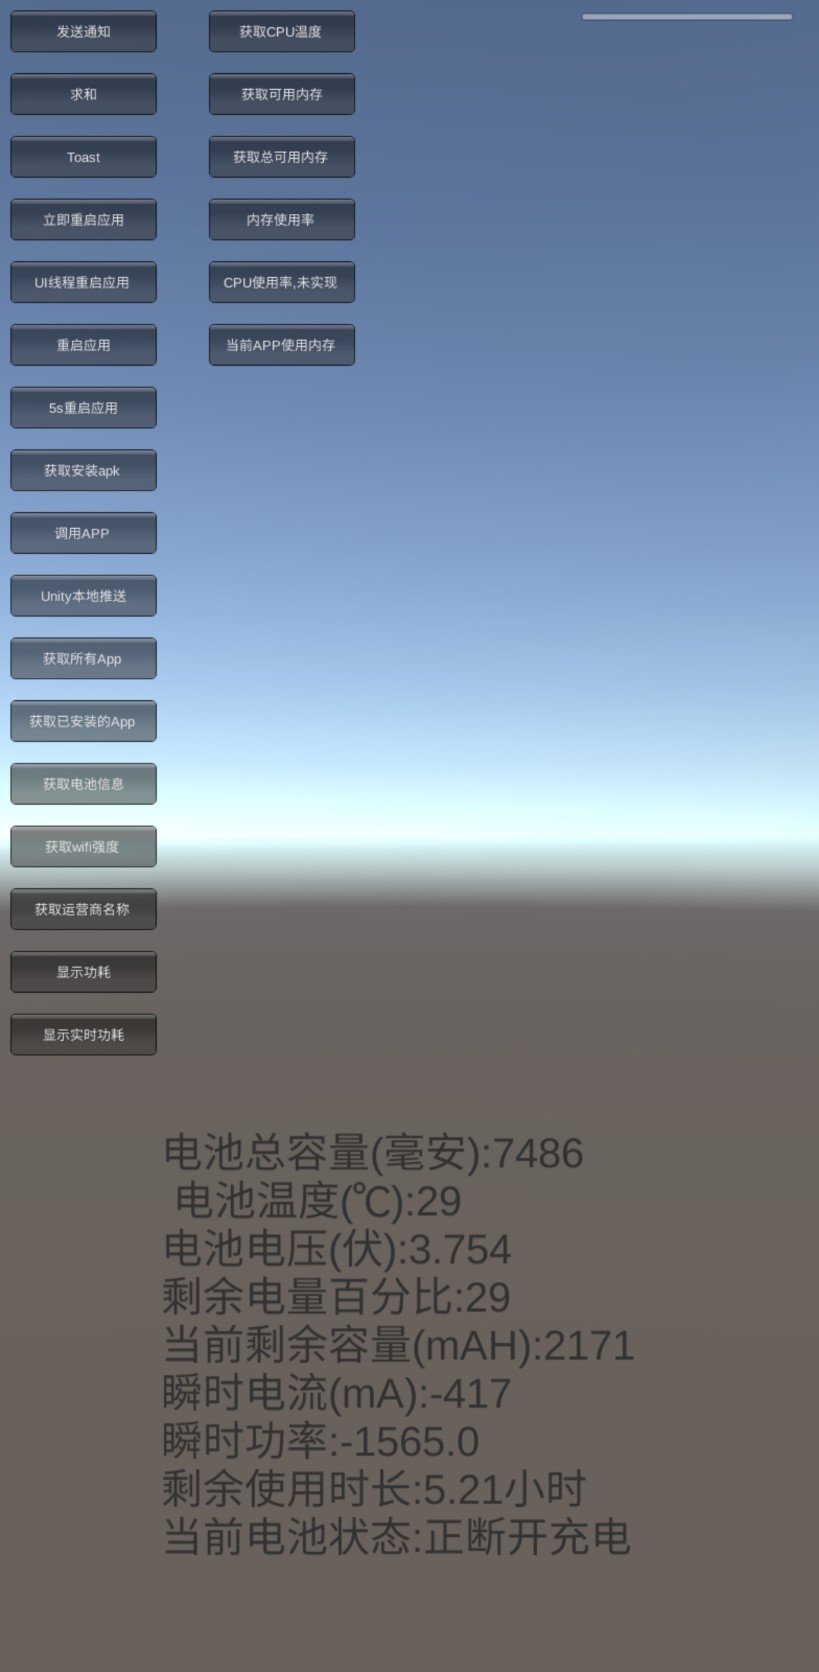 发送通知
求和
Toast
立即重启应用
UI线程重启应用
重启应用
5s重启应用
获取安装apk
调用APP
Unity本地推送
获取所有App
获取已安装的App
获取电池信息
获取wifi强度
获取运营商名称
显示功耗
显示实时功耗
获取CPU温度
获取可用内存
获取总可用内存
内存使用率
CPU使用率,未实现
当前APP使用内存
电池总容量(毫安):7486
电池温度(℃):29
电池电压(伏):3.754
剩余电量百分比:29
当前剩余容量(mAH):2171
瞬时电流(mA):-417
瞬时功率:-1565.0
剩余使用时长:5.21小时
当前电池状态:正断开充电